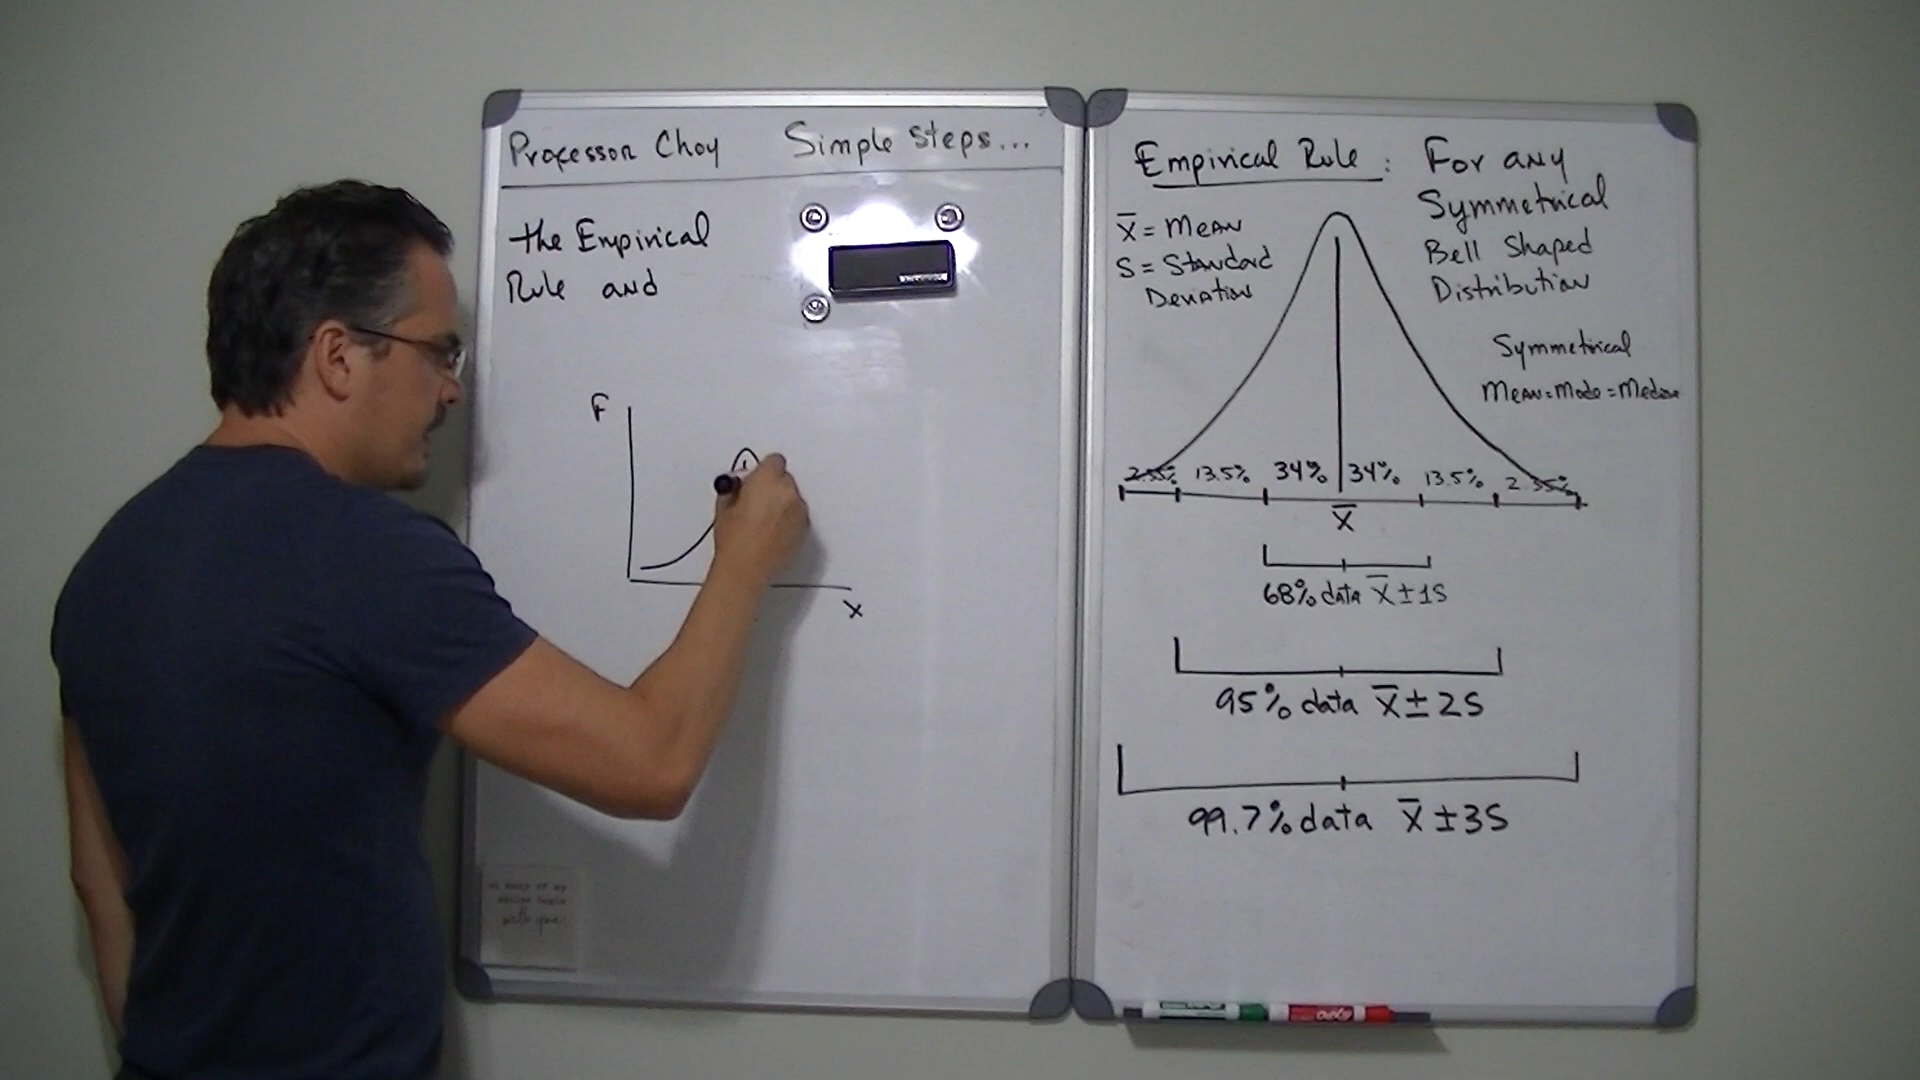 Professor Choy Simple Steps...
the Empirical
Rule and
F
X
Empirical Rule: For any
Symmetrical
Bell Shaped
Distribution
X̄ = Mean
S = Standard
Deviation
Symmetrical
Mean=Mode=Median
2.35% 13.5% 34% 34% 13.5% 2.35%
X̄
68% data X̄ ± 1S
95% data X̄ ± 2S
99.7% data X̄ ± 3S
EXPO